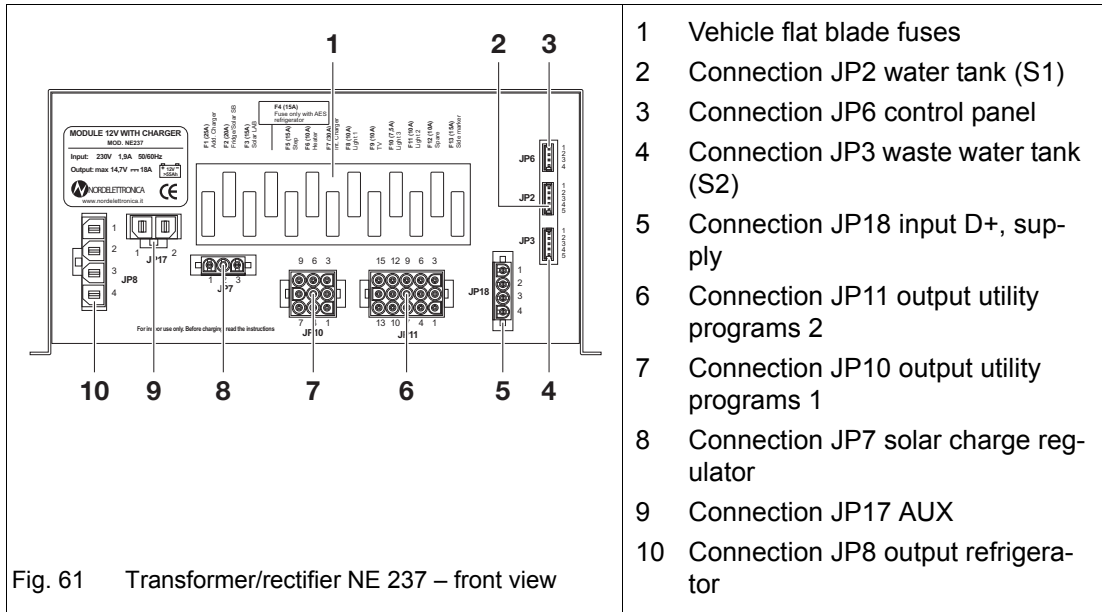 1 2 3
F1 (25A)
Add. Charger
F2 (20A)
Fridge/Solar SB
F3 (15A)
Solar LAB
F4 (15A)
Fuse only with AES
refrigerator
F5 (15A)
Step
F6 (10A)
Heater
F7 (30A)
Int. Charger
F8 (10A)
Light 1
F9 (10A)
TV
F10 (7,5A)
Light 3
F11 (10A)
Light 2
F12 (10A)
Spare
F13 (15A)
Side marker
MODULE 12V WITH CHARGER
MOD. NE237
Input: 230V 1,9A 50/60Hz
Output: max 14,7V 18A
12V
>55Ah
NORDELETTRONICA
www.nordelettronica.it
CE
JP6
1
2
3
4
JP2
1
2
3
4
5
JP3
1
2
3
4
5
1
2
3
4
JP8
1 2
JP17
1 3
JP7
9 6 3
7 4 1
JP10
15 12 9 6 3
13 10 4 1
JP11
JP18
1
2
3
4
For indoor use only. Before charging read the instructions
10 9 8 7 6 5 4
Fig. 61 Transformer/rectifier NE 237 – front view
1 Vehicle flat blade fuses
2 Connection JP2 water tank (S1)
3 Connection JP6 control panel
4 Connection JP3 waste water tank
(S2)
5 Connection JP18 input D+, sup-
ply
6 Connection JP11 output utility
programs 2
7 Connection JP10 output utility
programs 1
8 Connection JP7 solar charge reg-
ulator
9 Connection JP17 AUX
10 Connection JP8 output refrigera-
tor